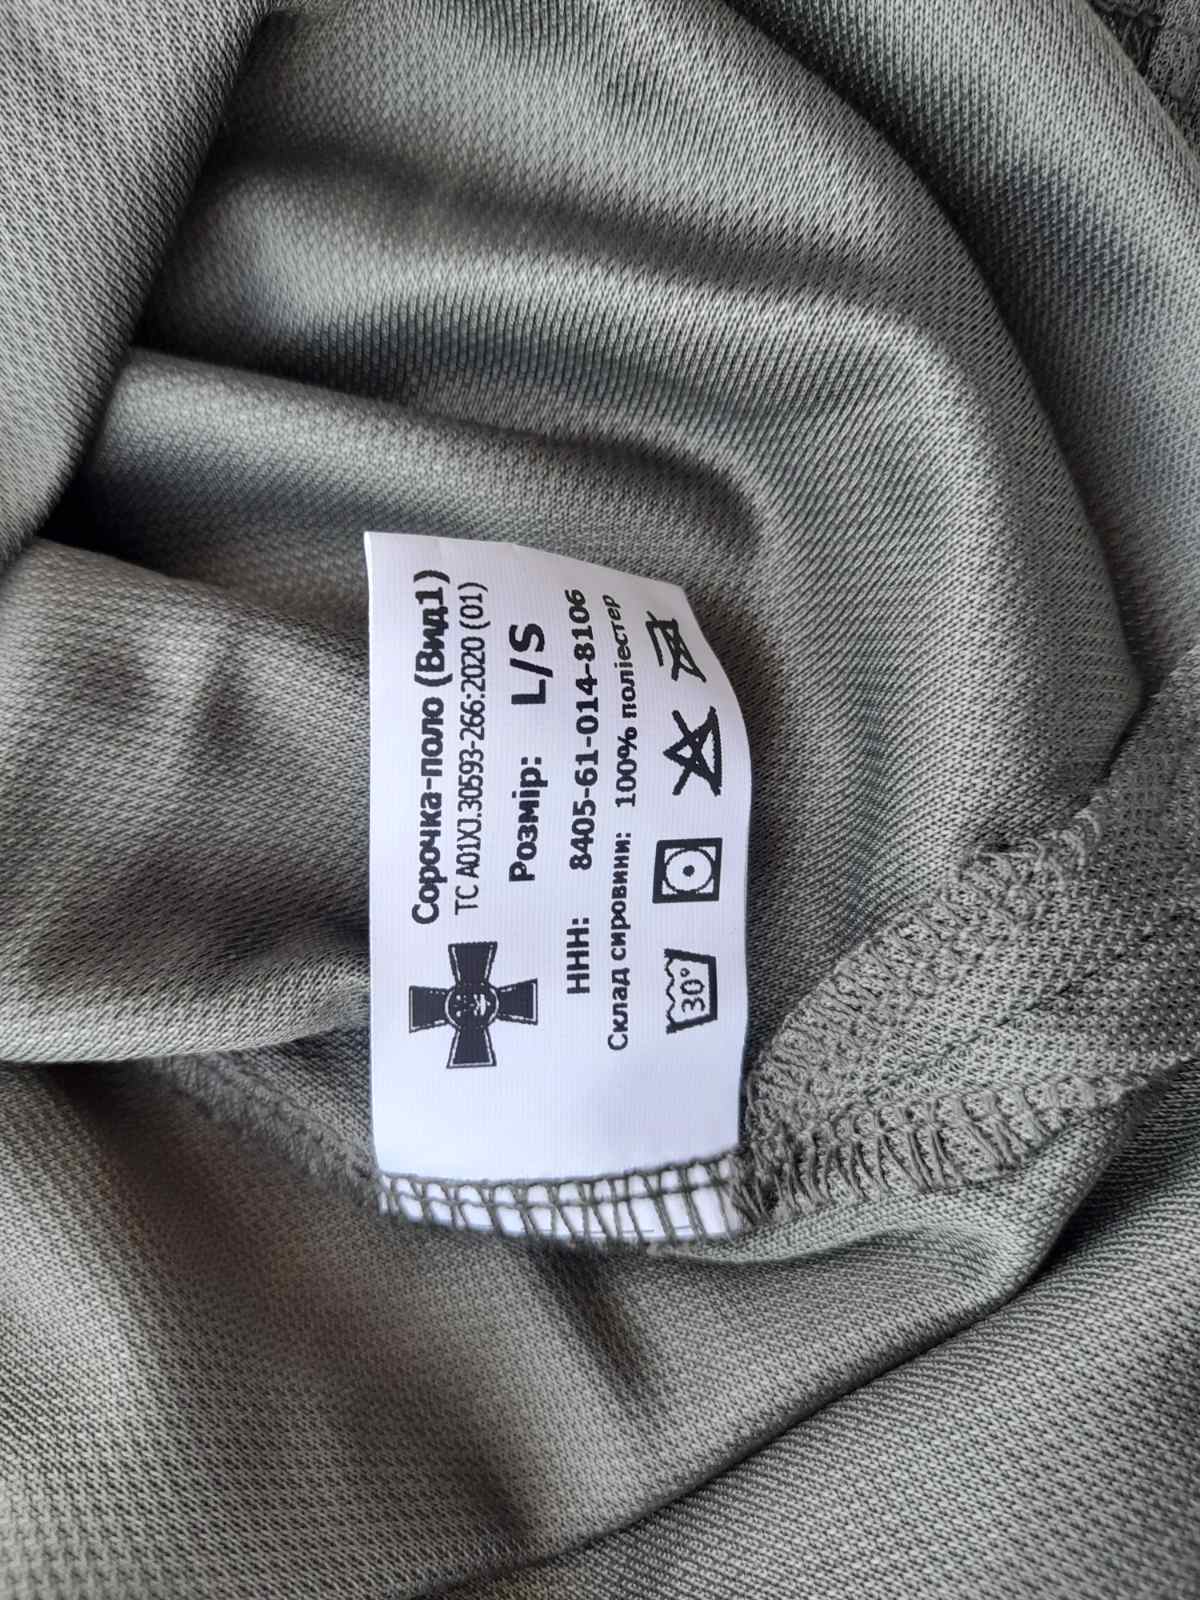 Сорочка-поло (Вид1)
ТС А01XJ.30593-266:2020 (01)
Розмір: L/S
ННН: 8405-61-014-8106
Склад сировини: 100% поліестер
30°